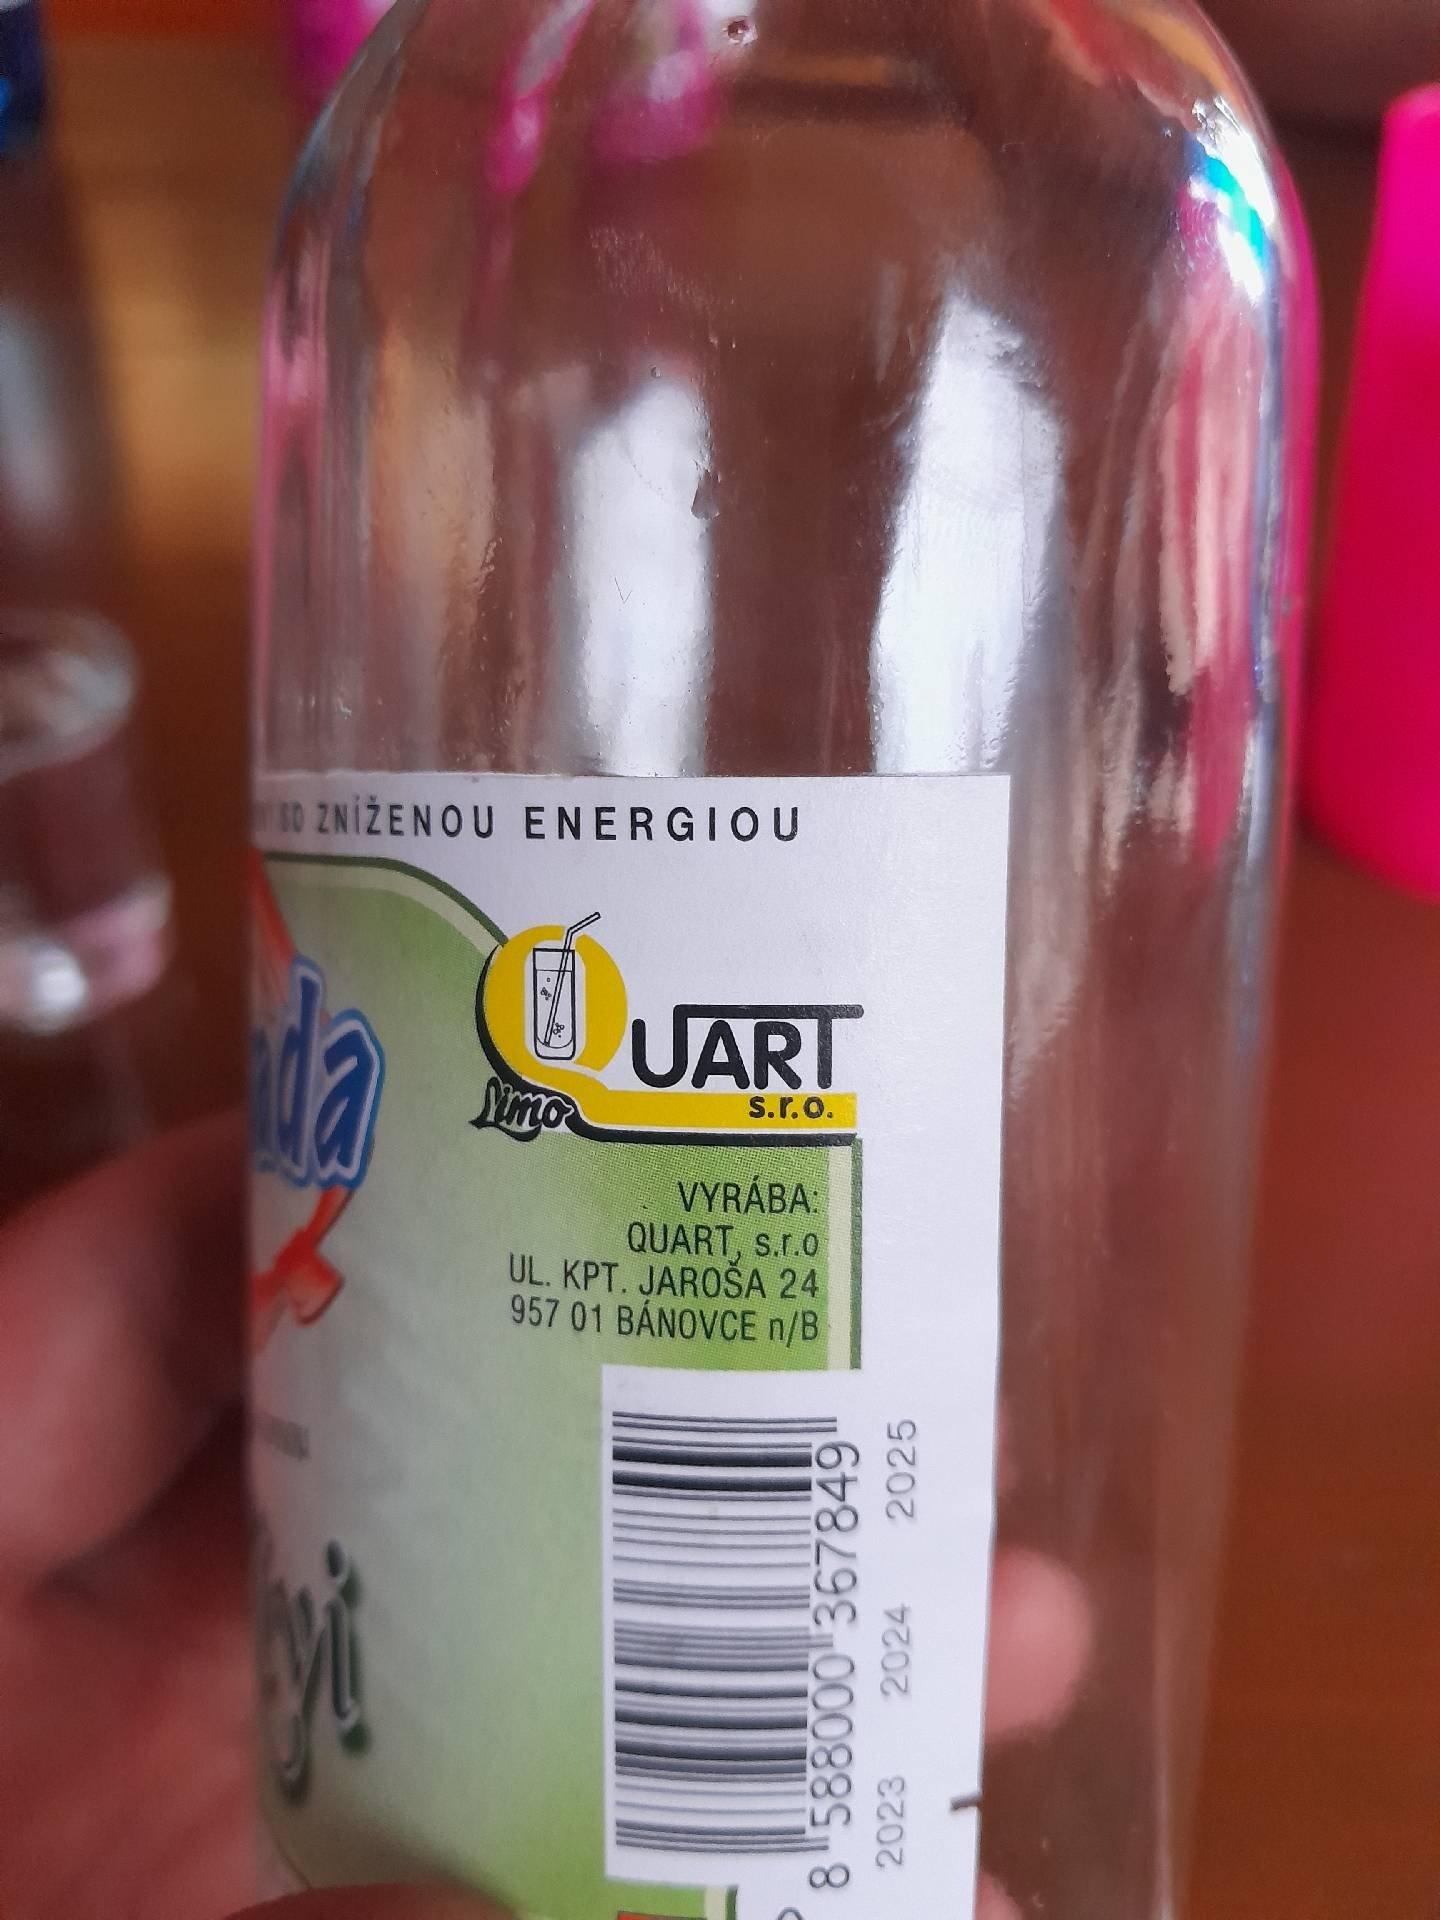 SO ZNÍŽENOU ENERGIOU
QUART
s.r.o.
Limo
VYRÁBA:
QUART, s.r.o
UL. KPT. JAROŠA 24
957 01 BÁNOVCE n/B
8 588000 367849
2023 2024 2025